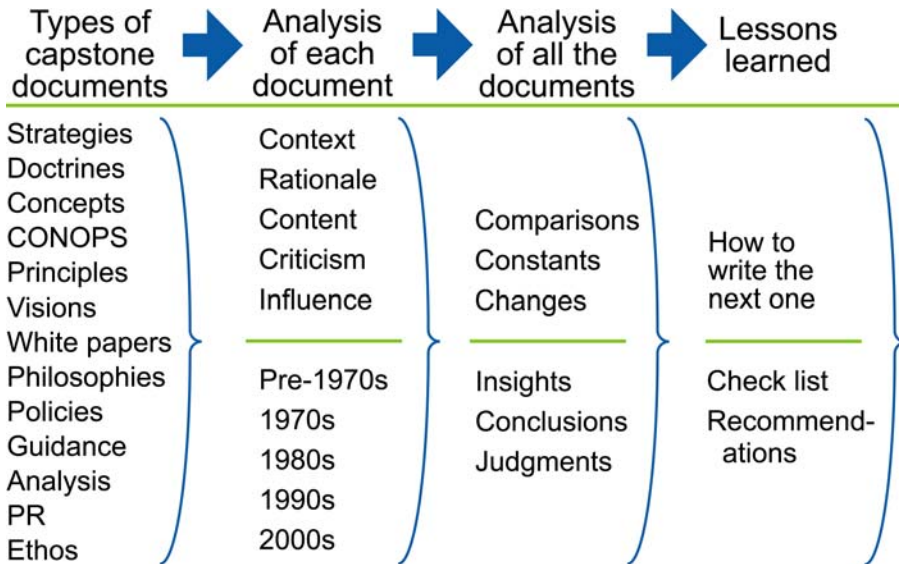 Types of
capstone
documents
Analysis
of each
document
Analysis
of all the
documents
Lessons
learned
Strategies
Doctrines
Concepts
CONOPS
Principles
Visions
White papers
Philosophies
Policies
Guidance
Analysis
PR
Ethos
Context
Rationale
Content
Criticism
Influence
Pre-1970s
1970s
1980s
1990s
2000s
Comparisons
Constants
Changes
Insights
Conclusions
Judgments
How to
write the
next one
Check list
Recommend-
ations